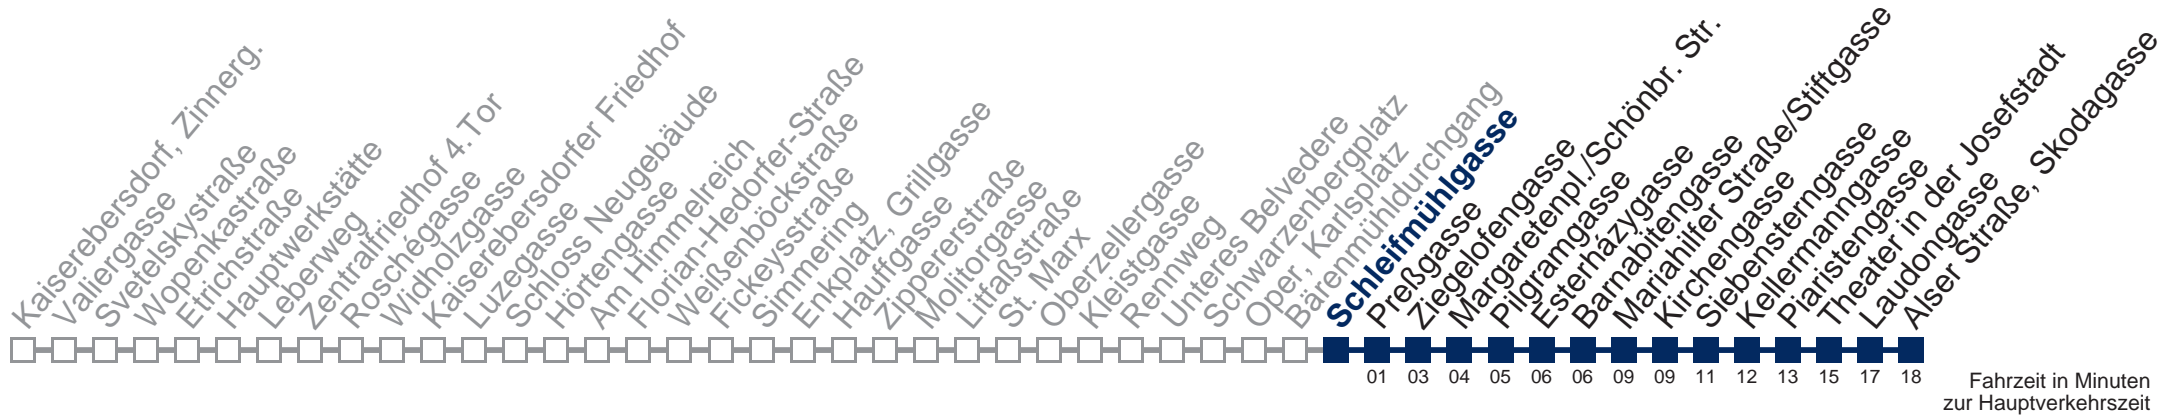 Kaiserebersdorf, Zinnerg.
Valiergasse
Svetelskystraße
Wopenkastraße
Etrichstraße
Hauptwerkstätte
Leberweg
Zentralfriedhof 4.Tor
Roschégasse
Widholzgasse
Kaiserebersdorfer Friedhof
Luzegasse
Schloss Neugebäude
Hörtengasse
Am Himmelreich
Florian-Hedorfer-Straße
Weißenböckstraße
Fickeysstraße
Simmering
Enkplatz, Grillgasse
Hauffgasse
Zippererstraße
Molitorgasse
Litfaßstraße
St. Marx
Oberzellergasse
Kleistgasse
Rennweg
Unteres Belvedere
Schwarzenbergplatz
Oper, Karlsplatz
Bärenmühldurchgang
Schleifmühlgasse
Preßgasse
Ziegelofengasse
Margaretenpl./Schönbr. Str.
Pilgramgasse
Esterházygasse
Barnabitengasse
Mariahilfer Straße/Stiftgasse
Kirchengasse
Siebensterngasse
Kellermanngasse
Piaristengasse
Theater in der Josefstadt
Laudongasse
Alser Straße, Skodagasse
01 03 04 05 06 06 09 09 11 12 13 15 17 18
Fahrzeit in Minuten
zur Hauptverkehrszeit